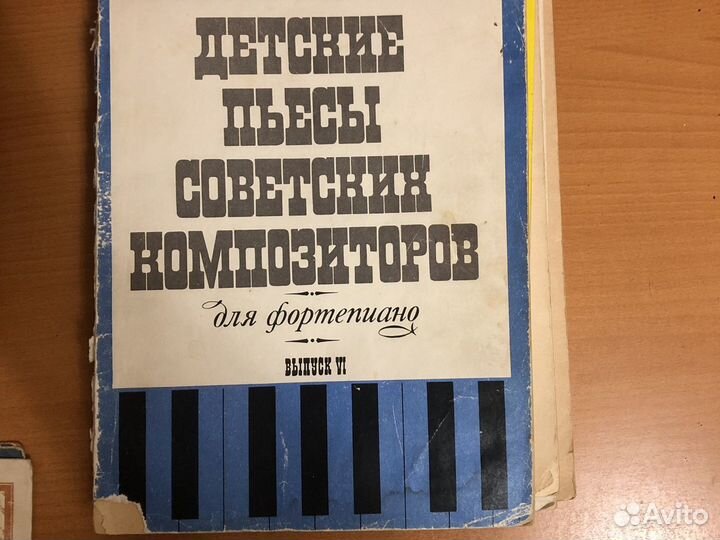 ДЕТСКИЕ
ПЬЕСЫ
СОВЕТСКИХ
КОМПОЗИТОРОВ
для фортепиано
ВЫПУСК VI
Avito